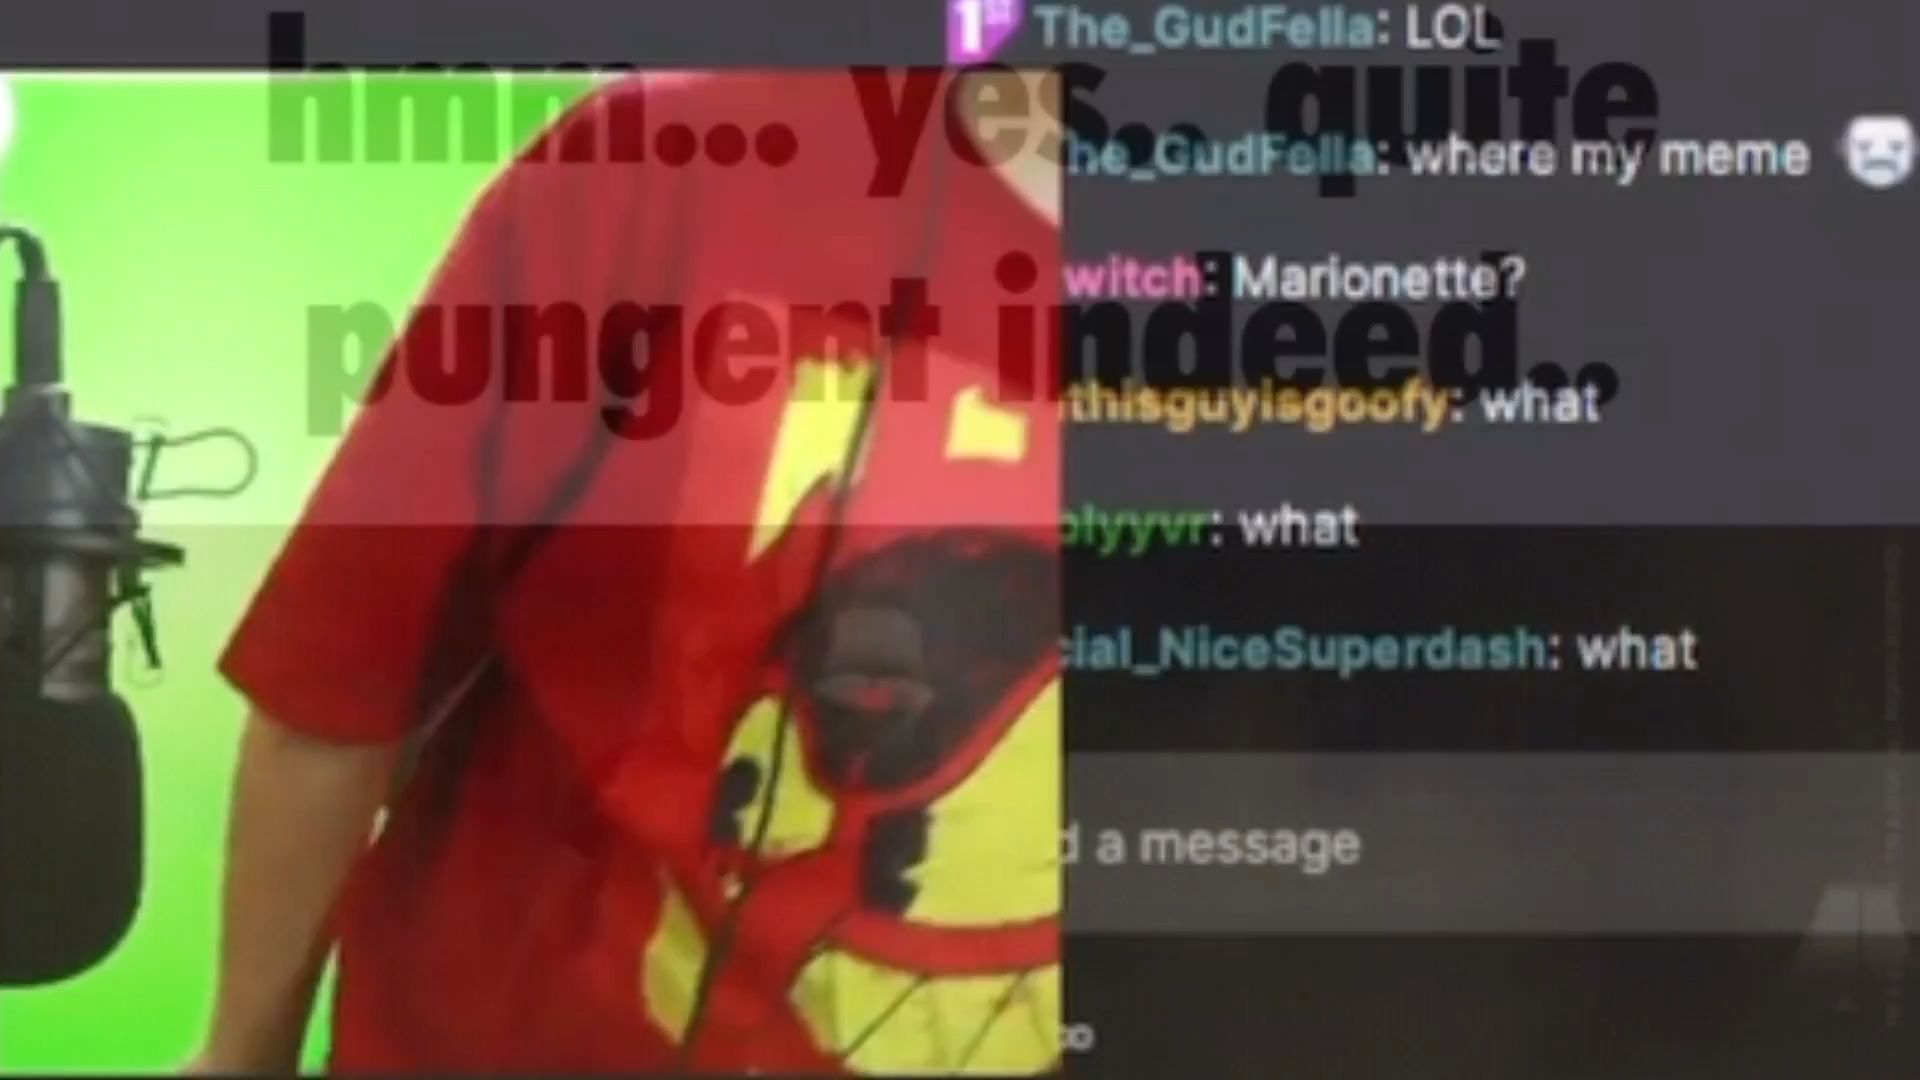 1ST The_GudFella: LOL
hmm... yes.. quite
he_GudFella: where my meme
witch: Marionette?
pungent indeed..
thisguyisgoofy: what
olyyvr: what
cial_NiceSuperdash: what
d a message